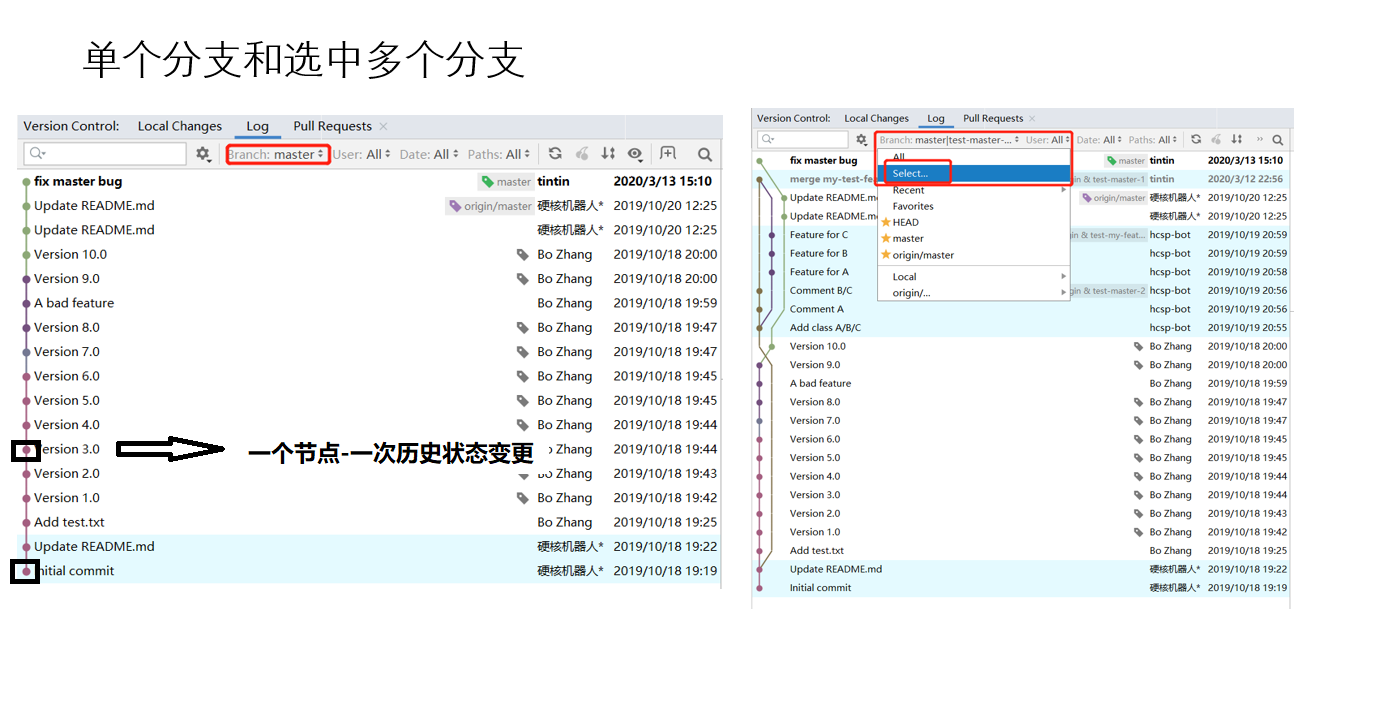 单个分支和选中多个分支
Version Control: Local Changes Log Pull Requests
Branch: master User: All Date: All Paths: All
fix master bug master tintin 2020/3/13 15:10
Update README.md origin/master 硬核机器人* 2019/10/20 12:25
Update README.md 硬核机器人* 2019/10/20 12:25
Version 10.0 Bo Zhang 2019/10/18 20:00
Version 9.0 Bo Zhang 2019/10/18 20:00
A bad feature Bo Zhang 2019/10/18 19:59
Version 8.0 Bo Zhang 2019/10/18 19:47
Version 7.0 Bo Zhang 2019/10/18 19:47
Version 6.0 Bo Zhang 2019/10/18 19:45
Version 5.0 Bo Zhang 2019/10/18 19:45
Version 4.0 Bo Zhang 2019/10/18 19:44
Version 3.0 一个节点-一次历史状态变更 Bo Zhang 2019/10/18 19:44
Version 2.0 Bo Zhang 2019/10/18 19:43
Version 1.0 Bo Zhang 2019/10/18 19:42
Add test.txt Bo Zhang 2019/10/18 19:25
Update README.md 硬核机器人* 2019/10/18 19:22
Initial commit 硬核机器人* 2019/10/18 19:19
Version Control: Local Changes Log Pull Requests
Branch: master|test-master-... User: All Date: All Paths: All
fix master bug All master tintin 2020/3/13 15:10
merge my-test-fe Select... in & test-master-1 tintin 2020/3/12 22:56
Recent
Update README.m origin/master 硬核机器人* 2019/10/20 12:25
Favorites
Update README.m 硬核机器人* 2019/10/20 12:25
HEAD
Feature for C master in & test-my-feat... hcsp-bot 2019/10/19 20:59
Feature for B origin/master hcsp-bot 2019/10/19 20:59
Feature for A Local hcsp-bot 2019/10/19 20:58
Comment B/C origin/... in & test-master-2 hcsp-bot 2019/10/19 20:56
Comment A hcsp-bot 2019/10/19 20:56
Add class A/B/C hcsp-bot 2019/10/19 20:55
Version 10.0 Bo Zhang 2019/10/18 20:00
Version 9.0 Bo Zhang 2019/10/18 20:00
A bad feature Bo Zhang 2019/10/18 19:59
Version 8.0 Bo Zhang 2019/10/18 19:47
Version 7.0 Bo Zhang 2019/10/18 19:47
Version 6.0 Bo Zhang 2019/10/18 19:45
Version 5.0 Bo Zhang 2019/10/18 19:45
Version 4.0 Bo Zhang 2019/10/18 19:44
Version 3.0 Bo Zhang 2019/10/18 19:44
Version 2.0 Bo Zhang 2019/10/18 19:43
Version 1.0 Bo Zhang 2019/10/18 19:42
Add test.txt Bo Zhang 2019/10/18 19:25
Update README.md 硬核机器人* 2019/10/18 19:22
Initial commit 硬核机器人* 2019/10/18 19:19